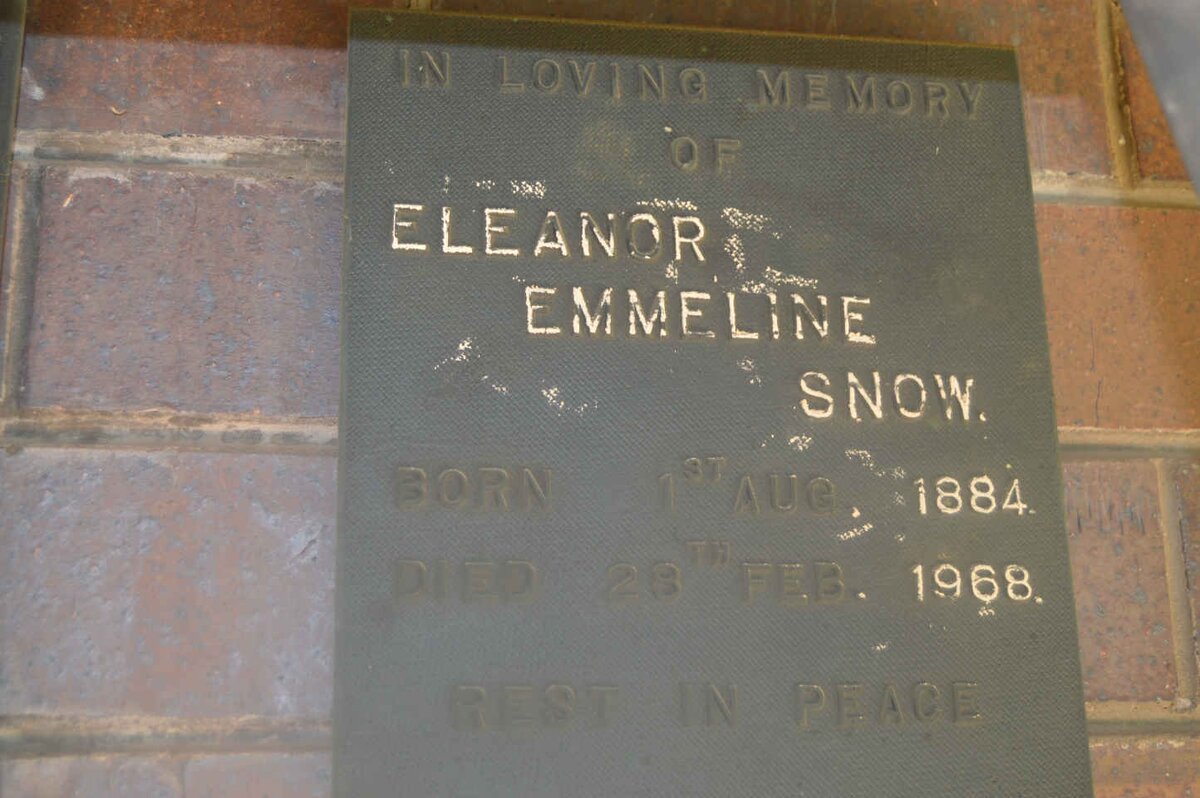 IN LOVING MEMORY
OF
ELEANOR
EMMELINE
SNOW.
BORN 1ST AUG. 1884.
DIED 28TH FEB. 1968.
REST IN PEACE